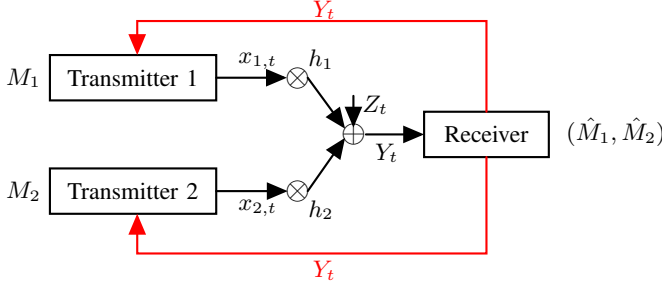 Y_t
M_1 Transmitter 1 x_{1,t} ⊗ h_1
Z_t
⊕ Y_t Receiver (\hat{M}_1, \hat{M}_2)
M_2 Transmitter 2 x_{2,t} ⊗ h_2
Y_t